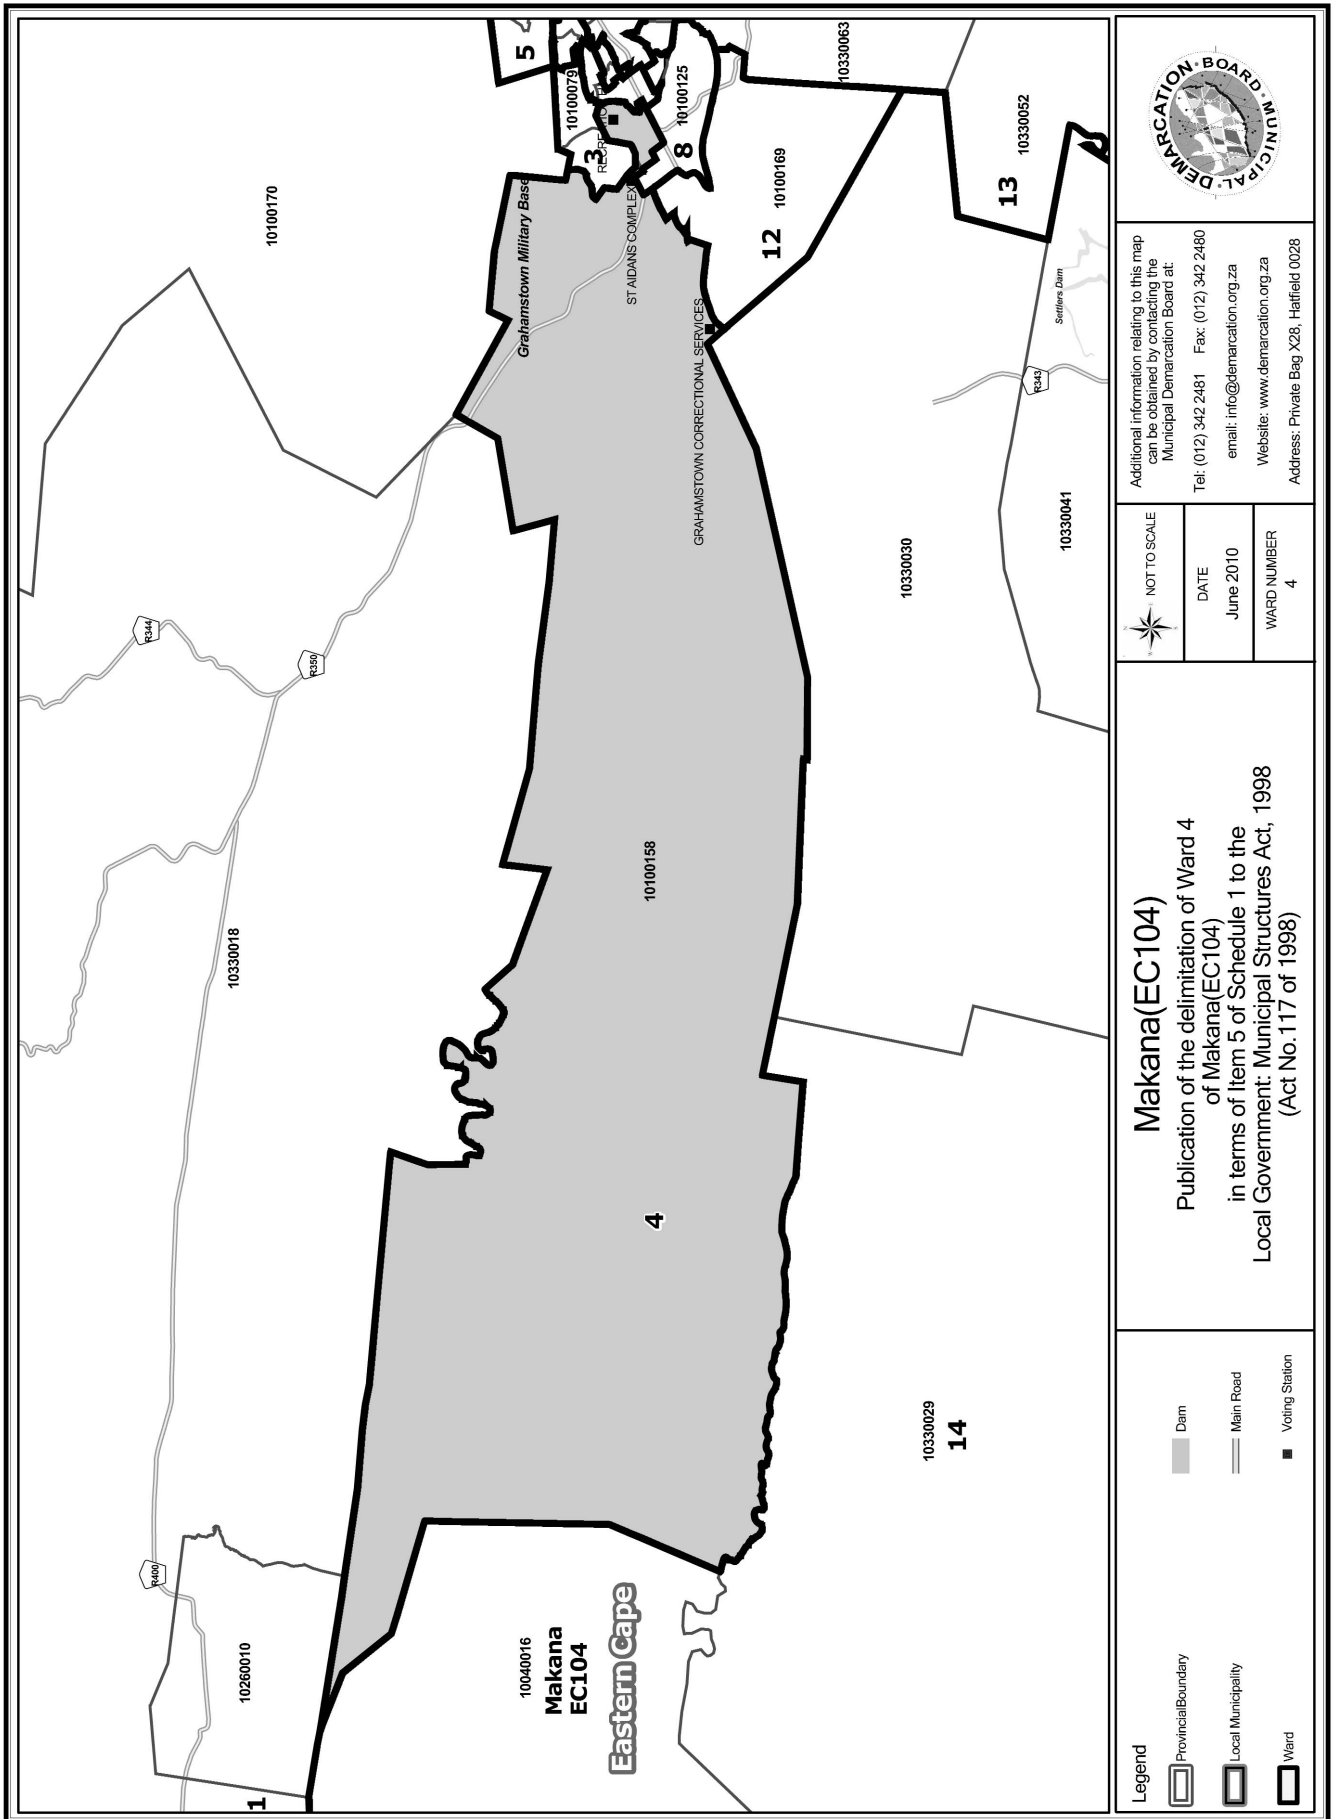 5
10100079
3
RECRE
10100125
8
10330063
10330052
13
10100169
12
10100170
Grahamstown Military Base
ST AIDANS COMPLEX
GRAHAMSTOWN CORRECTIONAL SERVICES
Settlers Dam
R343
10330041
10330030
R344
R350
10330018
10100158
4
10330029
14
R400
10260010
10040016
Makana
EC104
Eastern Cape
1
Legend
ProvincialBoundary
Local Municipality
Ward
Dam
Main Road
Voting Station
Makana(EC104)
Publication of the delimitation of Ward 4
of Makana(EC104)
in terms of Item 5 of Schedule 1 to the
Local Government: Municipal Structures Act, 1998
(Act No.117 of 1998)
NOT TO SCALE
DATE
June 2010
WARD NUMBER
4
Additional information relating to this map
can be obtained by contacting the
Municipal Demarcation Board at:
Tel: (012) 342 2481 Fax: (012) 342 2480
email: info@demarcation.org.za
Website: www.demarcation.org.za
Address: Private Bag X28, Hatfield 0028
DEMARCATION • BOARD • MUNICIPAL •